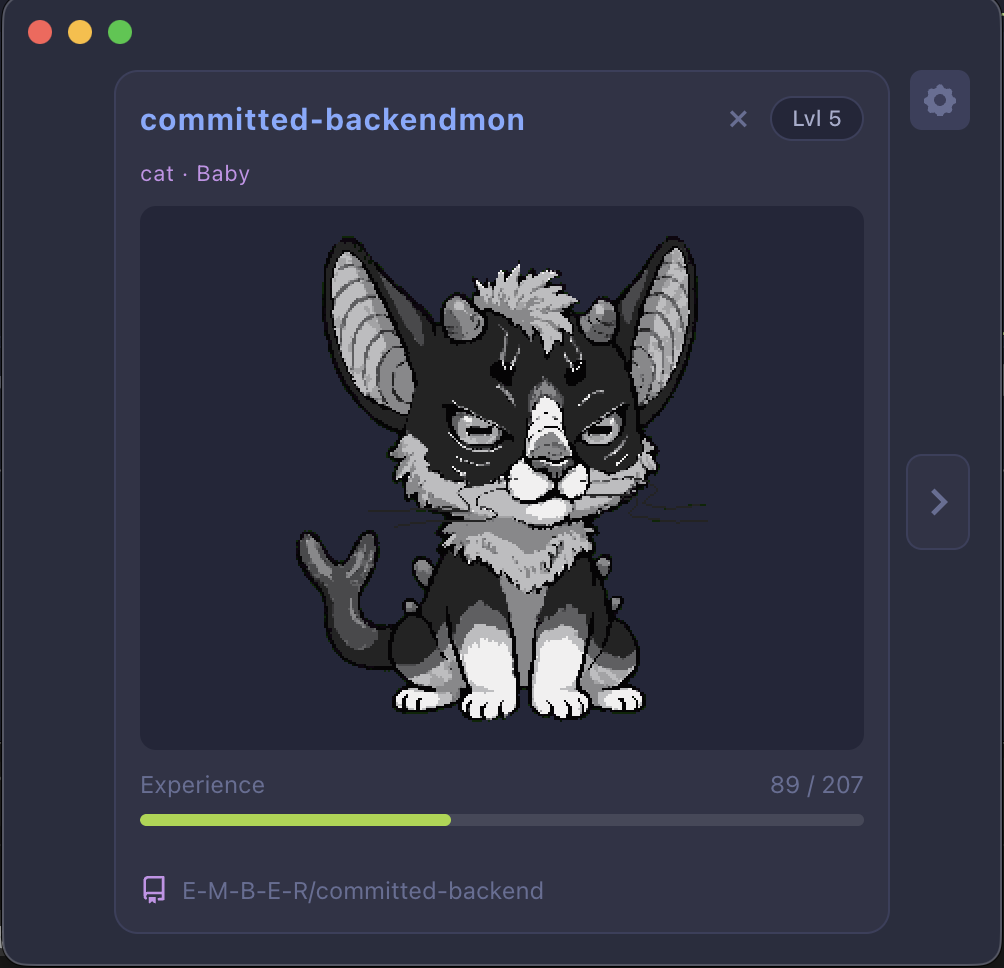 committed-backendmon
Lvl 5
cat · Baby
Experience
89 / 207
E-M-B-E-R/committed-backend